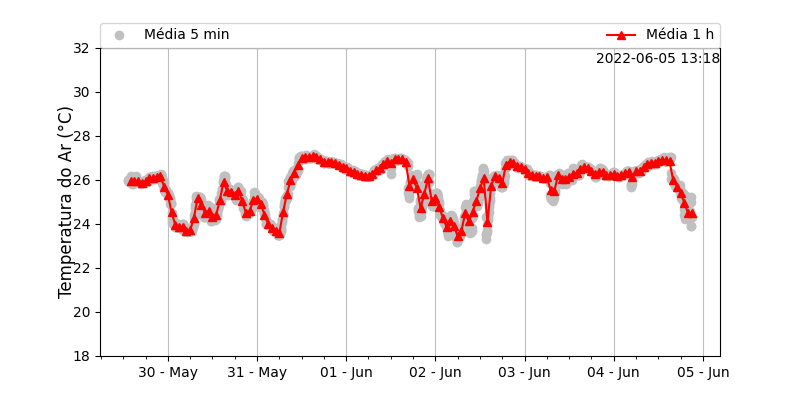 Média 5 min
Média 1 h
2022-06-05 13:18
Temperatura do Ar (°C)
32
30
28
26
24
22
20
18
30 - May
31 - May
01 - Jun
02 - Jun
03 - Jun
04 - Jun
05 - Jun